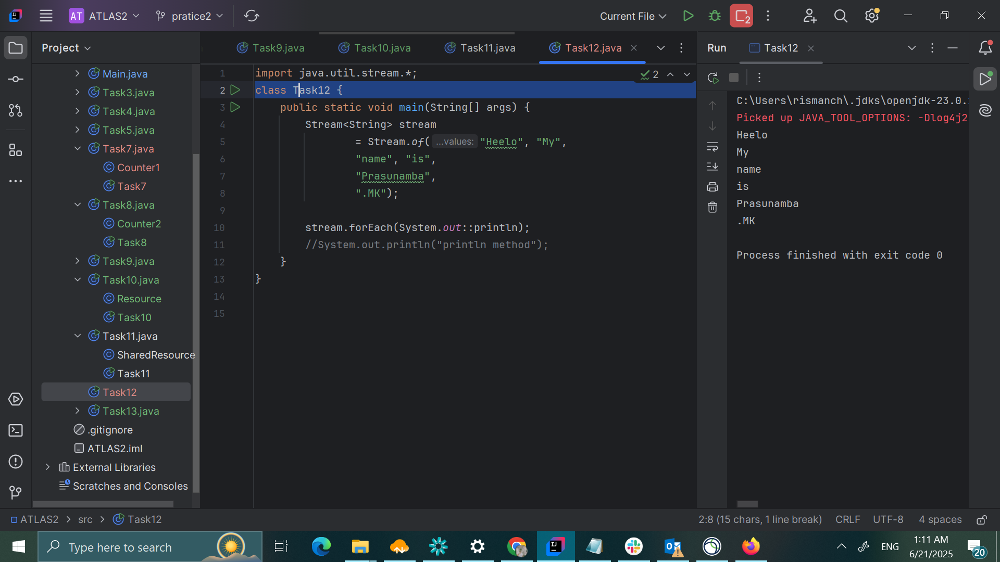 AT ATLAS2
pratice2
Current File
2
Project
Task9.java
Task10.java
Task11.java
Task12.java
Run
Task12
Main.java
Task3.java
Task4.java
Task5.java
Task7.java
Counter1
Task7
Task8.java
Counter2
Task8
Task9.java
Task10.java
Resource
Task10
Task11.java
SharedResource
Task11
Task12
Task13.java
.gitignore
ATLAS2.iml
External Libraries
Scratches and Consoles
2
1 import java.util.stream.*;
2 class Task12 {
3 public static void main(String[] args) {
4 Stream<String> stream
5 = Stream.of( ...values: "Heelo", "My",
6 "name", "is",
7 "Prasunamba",
8 ".MK");
9
10 stream.forEach(System.out::println);
11 //System.out.println("println method");
12 }
13 }
14
15
C:\Users\rismanch\.jdks\openjdk-23.0.
Picked up JAVA_TOOL_OPTIONS: -Dlog4j2
Heelo
My
name
is
Prasunamba
.MK
Process finished with exit code 0
ATLAS2 > src > Task12
2:8 (15 chars, 1 line break)
CRLF
UTF-8
4 spaces
Type here to search
ENG
1:11 AM
6/21/2025
20